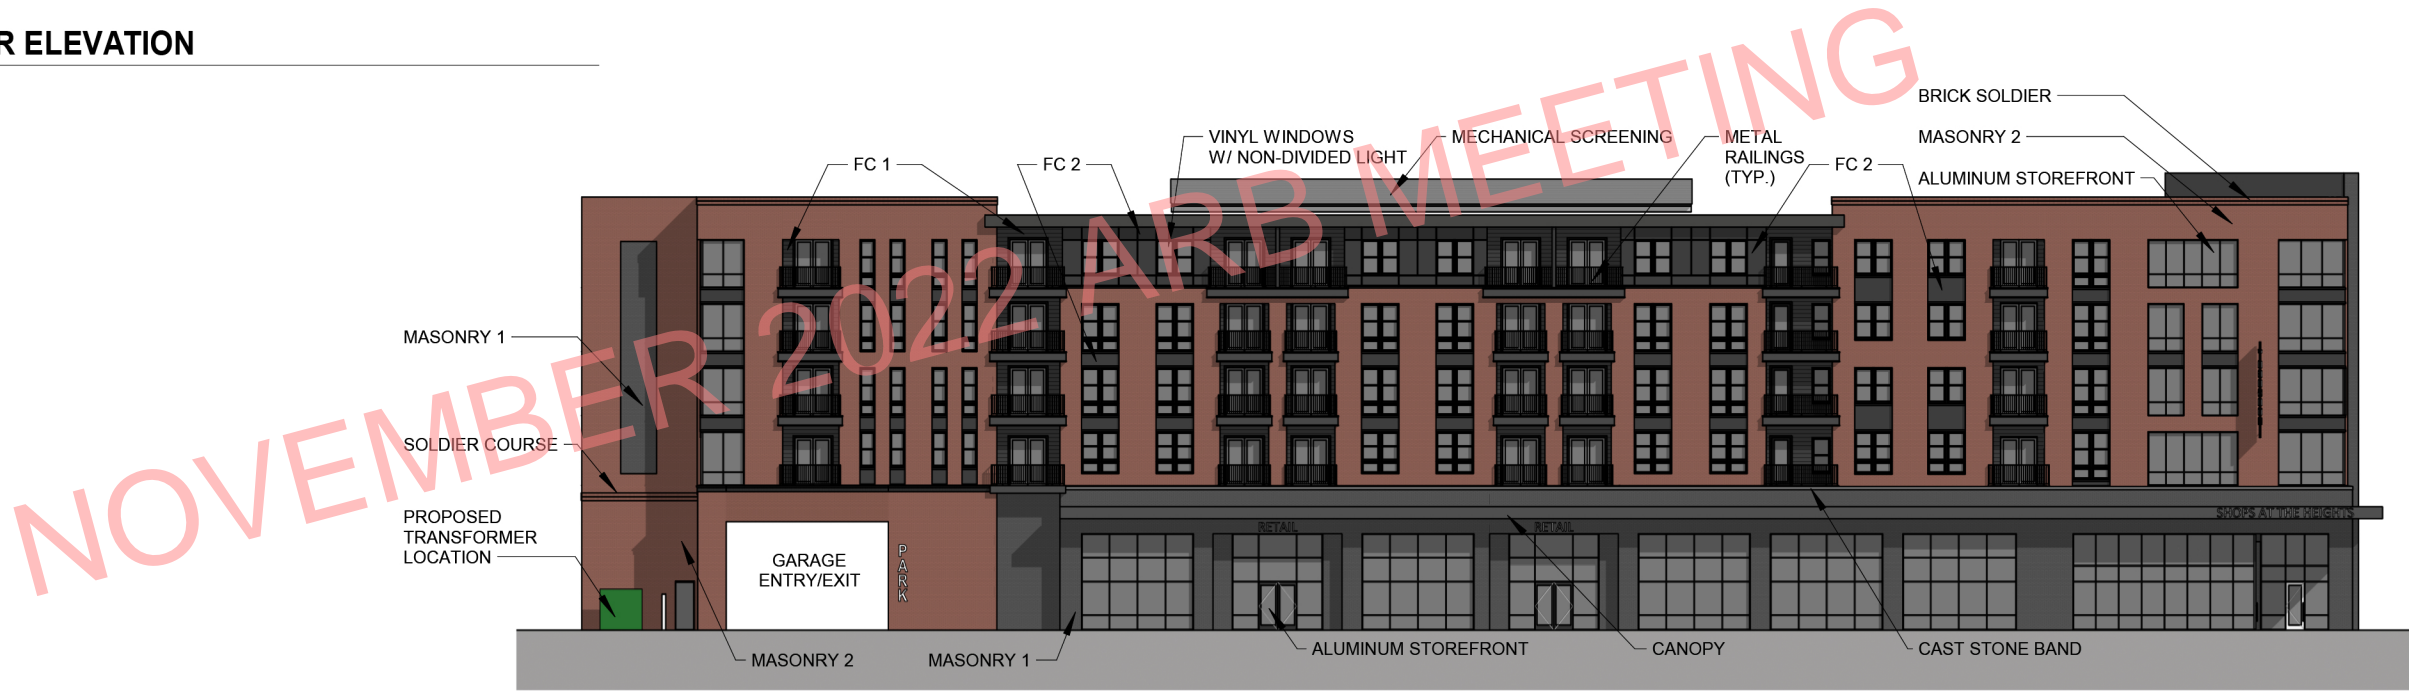 R ELEVATION
NOVEMBER 2022 ARB MEETING
BRICK SOLDIER
VINYL WINDOWS
W/ NON-DIVIDED LIGHT
MECHANICAL SCREENING
METAL
RAILINGS
(TYP.)
MASONRY 2
FC 1
FC 2
FC 2
ALUMINUM STOREFRONT
MASONRY 1
SOLDIER COURSE
PROPOSED
TRANSFORMER
LOCATION
GARAGE
ENTRY/EXIT
PARK
RETAIL
RETAIL
SHOPS AT THE HEIGHTS
MASONRY 2
MASONRY 1
ALUMINUM STOREFRONT
CANOPY
CAST STONE BAND